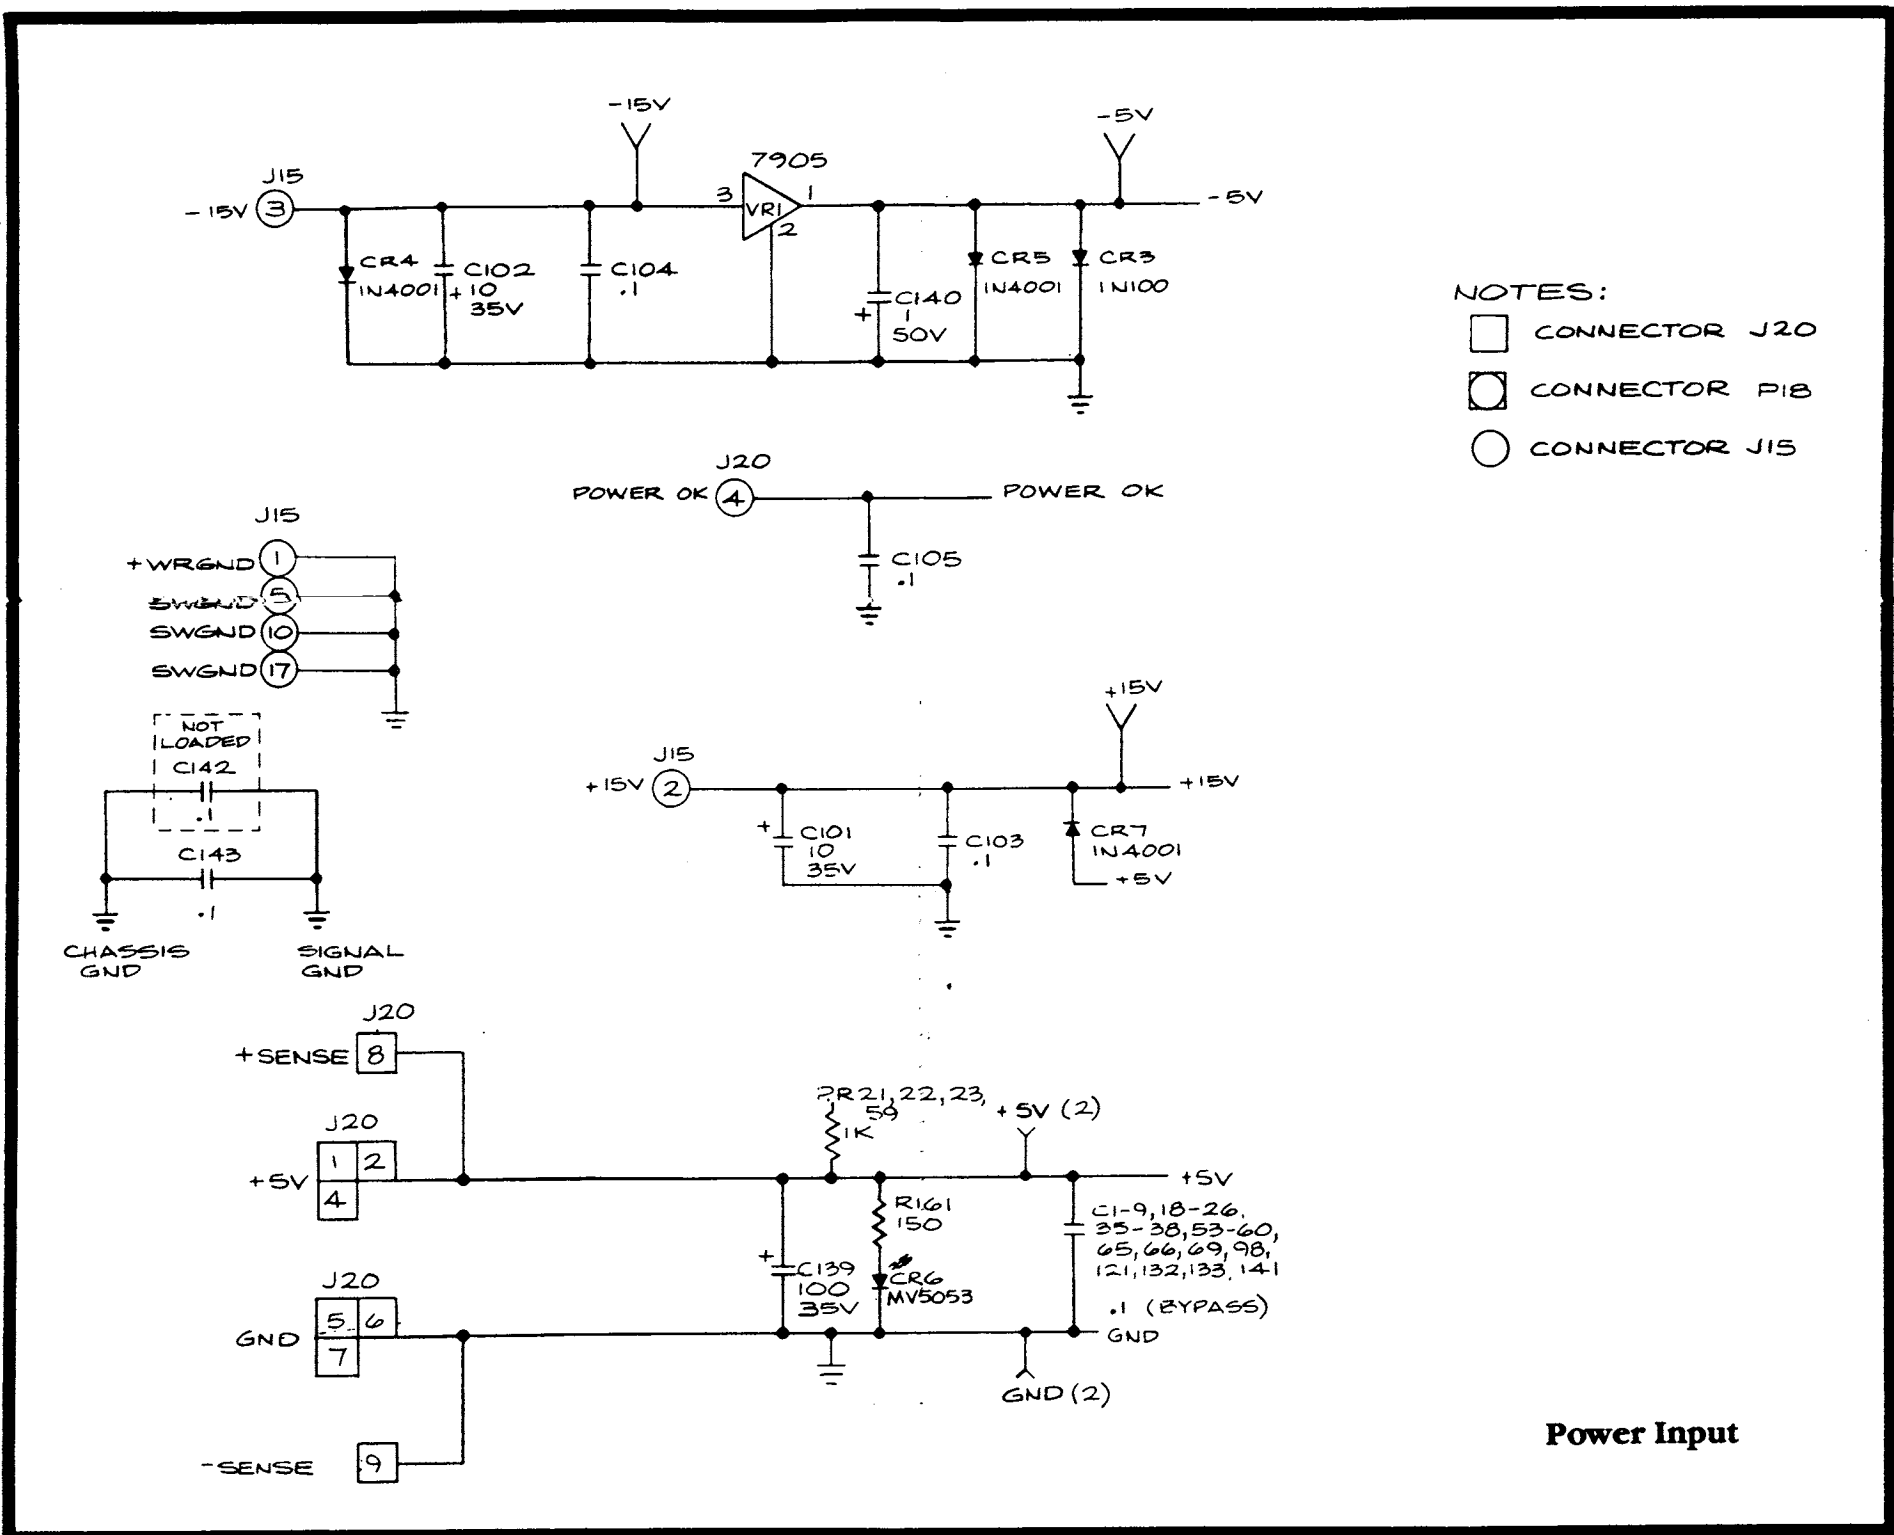 -15V
-5V
7905
J15
-15V 3
3 VR1 1
2
-5V
CR4
1N4001
C102
+ 10
35V
C104
.1
C140
+ 1
50V
CR5
1N4001
CR3
1N100
NOTES:
CONNECTOR J20
CONNECTOR P18
CONNECTOR J15
J20
POWER OK 4 POWER OK
C105
.1
J15
+WRGND 1
SWGND 5
SWGND 10
SWGND 17
NOT
LOADED
C142
.1
C143
.1
CHASSIS
GND
SIGNAL
GND
+15V
J15
+15V 2
+15V
+ C101
10
35V
C103
.1
CR7
1N4001
+5V
J20
+SENSE 8
J20
+5V 1 2
4
R21,22,23,
59
1K
+5V (2)
+5V
R161
150
+ C139
100
35V
CR6
MV5053
C1-9,18-26,
35-38,53-60,
65,66,69,98,
121,132,133,141
.1 (BYPASS)
J20
GND 5 6
7
GND
GND (2)
-SENSE 9
Power Input